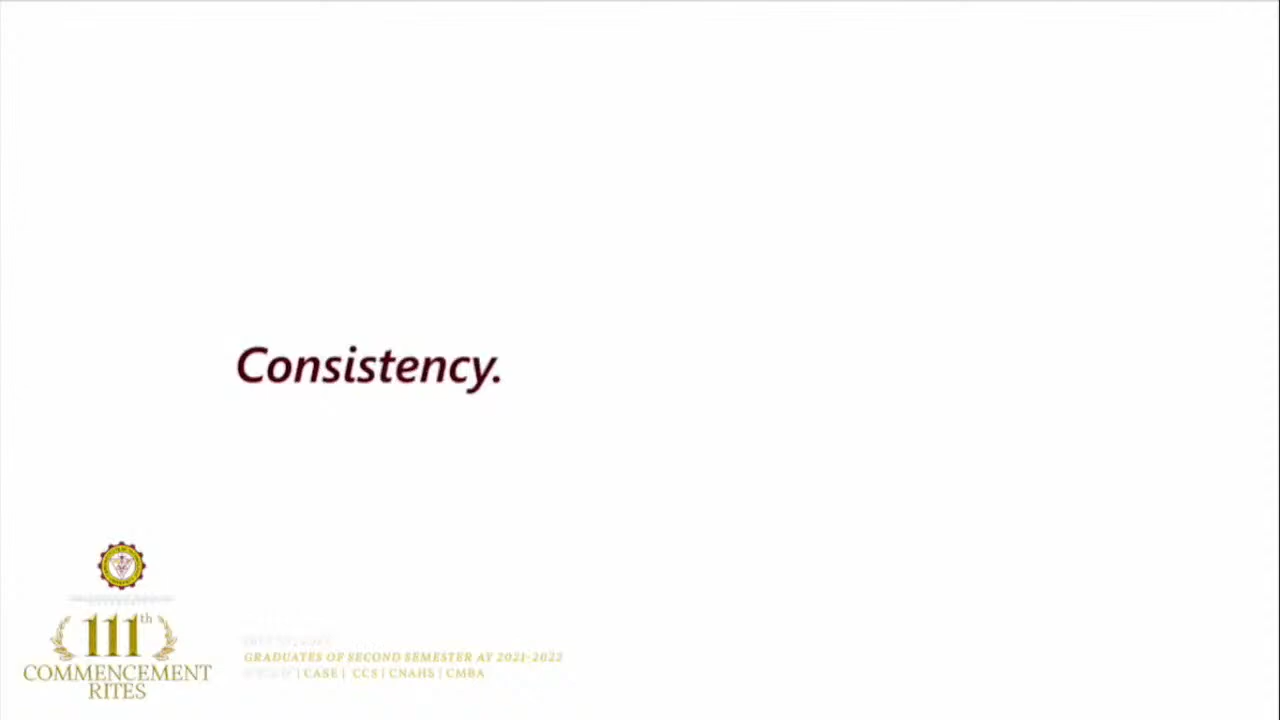 Consistency.
111th
COMMENCEMENT
RITES
GRADUATES OF SECOND SEMESTER AY 2021-2022
| CASE | CCS | CNAHS | CMBA